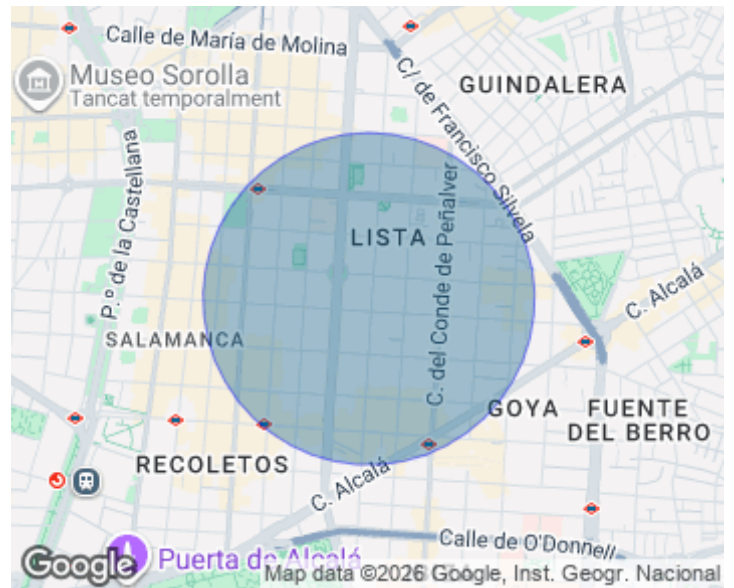 Calle de María de Molina
Museo Sorolla
Tancat temporalment
GUINDALERA
C/ de Francisco Silvela
P.º de la Castellana
LISTA
C. del Conde de Peñalver
C. Alcalá
SALAMANCA
GOYA
FUENTE
DEL BERRO
RECOLETOS
C. Alcalá
Calle de O'Donnell
Puerta de Alcalá
Google
Map data ©2026 Google, Inst. Geogr. Nacional